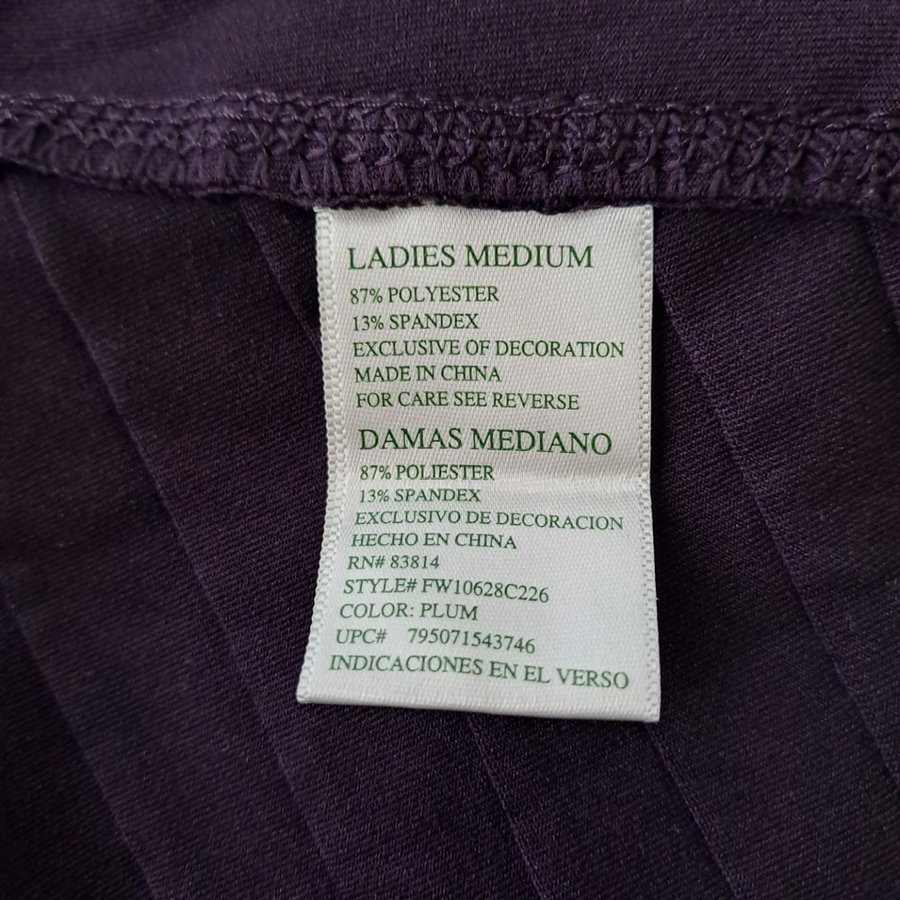 LADIES MEDIUM
87% POLYESTER
13% SPANDEX
EXCLUSIVE OF DECORATION
MADE IN CHINA
FOR CARE SEE REVERSE
DAMAS MEDIANO
87% POLIESTER
13% SPANDEX
EXCLUSIVO DE DECORACION
HECHO EN CHINA
RN# 83814
STYLE# FW10628C226
COLOR: PLUM
UPC# 795071543746
INDICACIONES EN EL VERSO